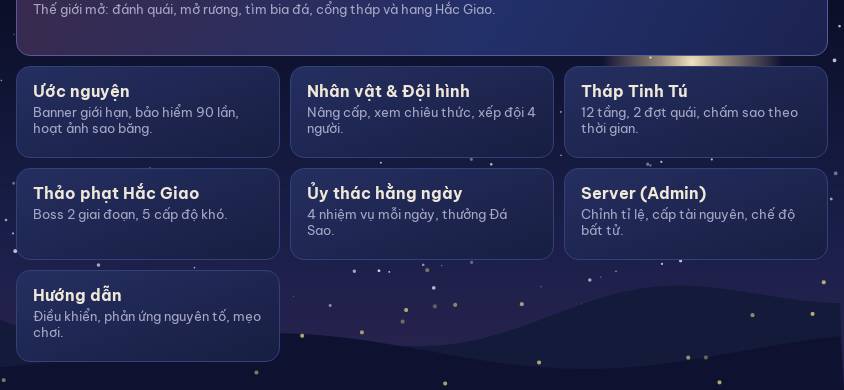 Thế giới mở: đánh quái, mở rương, tìm bia đá, cổng tháp và hang Hắc Giao.
Ước nguyện
Banner giới hạn, bảo hiểm 90 lần,
hoạt ảnh sao băng.
Nhân vật & Đội hình
Nâng cấp, xem chiêu thức, xếp đội 4
người.
Tháp Tinh Tú
12 tầng, 2 đợt quái, chấm sao theo
thời gian.
Thảo phạt Hắc Giao
Boss 2 giai đoạn, 5 cấp độ khó.
Ủy thác hằng ngày
4 nhiệm vụ mỗi ngày, thưởng Đá
Sao.
Server (Admin)
Chỉnh tỉ lệ, cấp tài nguyên, chế độ
bất tử.
Hướng dẫn
Điều khiển, phản ứng nguyên tố, mẹo
chơi.